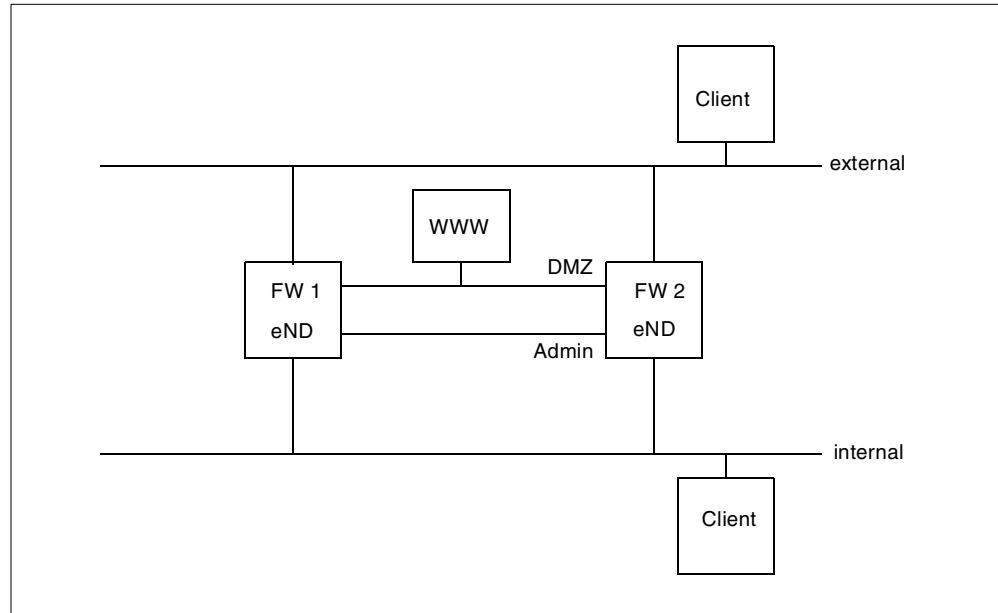 Client
external
WWW
DMZ
FW 1
eND
FW 2
eND
Admin
internal
Client